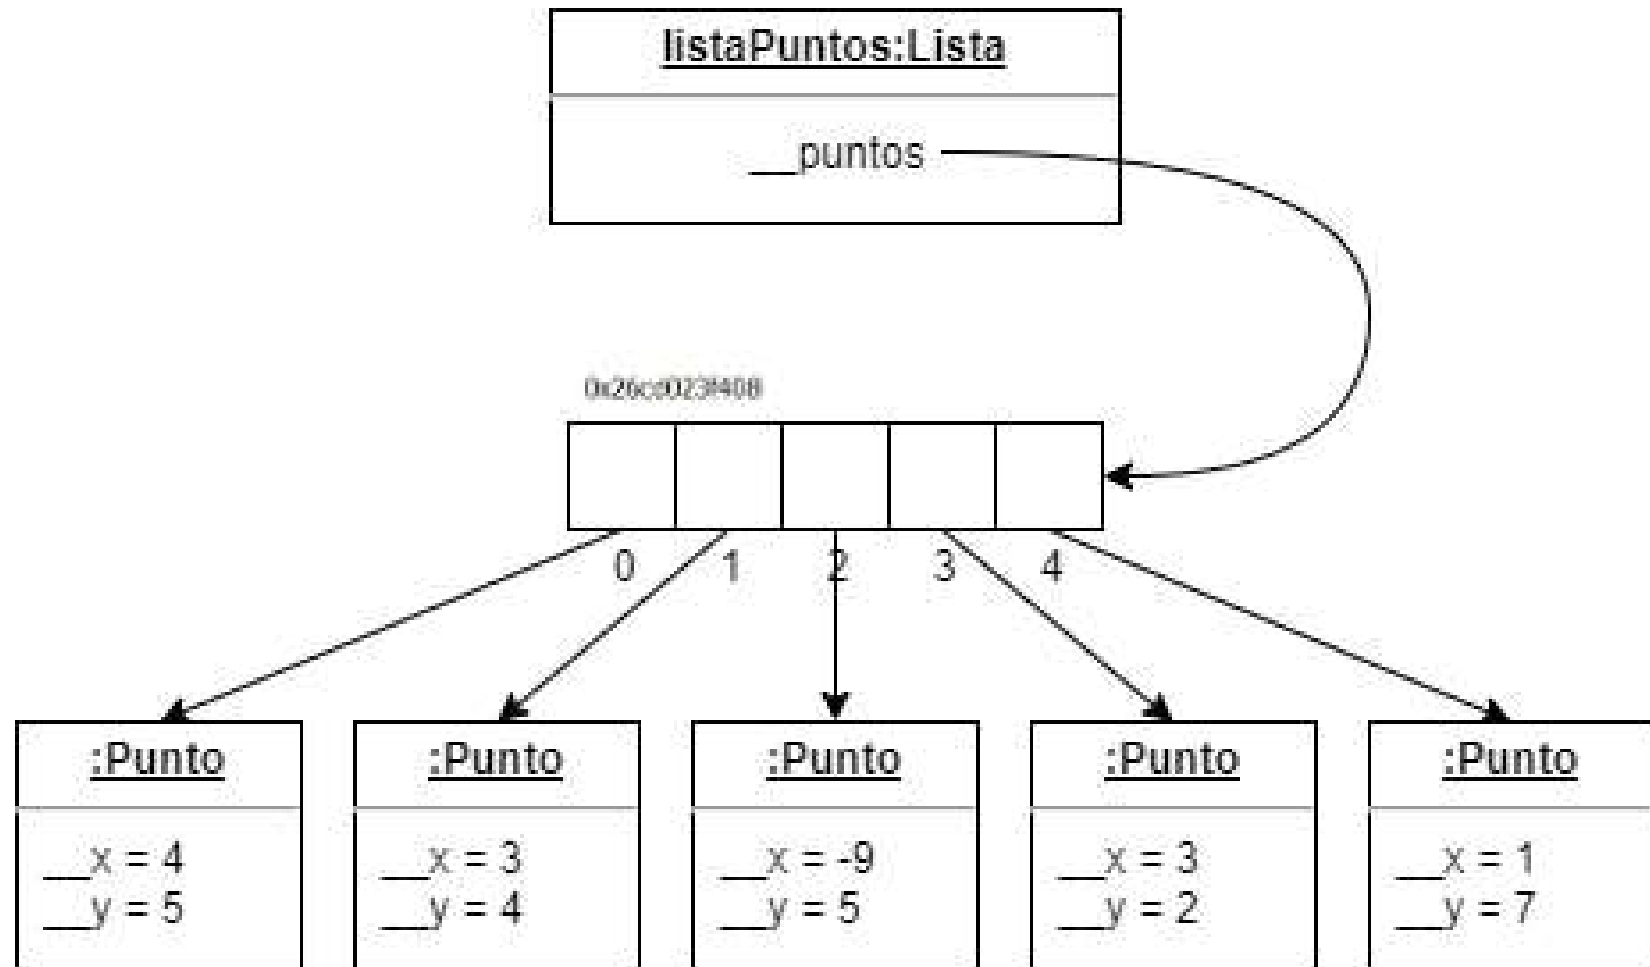 listaPuntos:Lista
__puntos
0x26cd023f408
0 1 2 3 4
:Punto :Punto :Punto :Punto :Punto
__x = 4 __x = 3 __x = -9 __x = 3 __x = 1
__y = 5 __y = 4 __y = 5 __y = 2 __y = 7